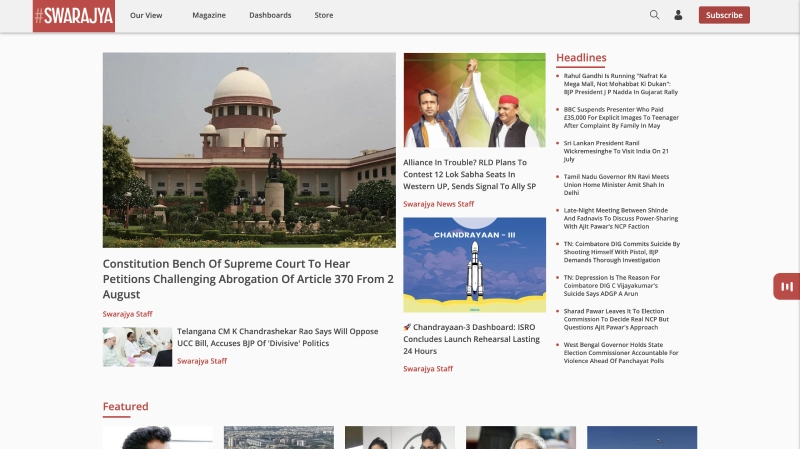 #SWARAJYA
Our View
Magazine
Dashboards
Store
Subscribe
Constitution Bench Of Supreme Court To Hear
Petitions Challenging Abrogation Of Article 370 From 2
August
Swarajya Staff
Telangana CM K Chandrashekar Rao Says Will Oppose
UCC Bill, Accuses BJP Of 'Divisive' Politics
Swarajya Staff
Alliance In Trouble? RLD Plans To
Contest 12 Lok Sabha Seats In
Western UP, Sends Signal To Ally SP
Swarajya News Staff
CHANDRAYAAN - III
🚀 Chandrayaan-3 Dashboard: ISRO
Concludes Launch Rehearsal Lasting
24 Hours
Swarajya Staff
Headlines
Rahul Gandhi Is Running "Nafrat Ka
Mega Mall, Not Mohabbat Ki Dukan":
BJP President J P Nadda In Gujarat Rally
BBC Suspends Presenter Who Paid
£35,000 For Explicit Images To Teenager
After Complaint By Family In May
Sri Lankan President Ranil
Wickremesinghe To Visit India On 21
July
Tamil Nadu Governor RN Ravi Meets
Union Home Minister Amit Shah In
Delhi
Late-Night Meeting Between Shinde
And Fadnavis To Discuss Power-Sharing
With Ajit Pawar's NCP Faction
TN: Coimbatore DIG Commits Suicide By
Shooting Himself With Pistol, BJP
Demands Thorough Investigation
TN: Depression Is The Reason For
Coimbatore DIG C Vijayakumar's
Suicide Says ADGP A Arun
Sharad Pawar Leaves It To Election
Commission To Decide Real NCP But
Questions Ajit Pawar's Approach
West Bengal Governor Holds State
Election Commissioner Accountable For
Violence Ahead Of Panchayat Polls
Featured